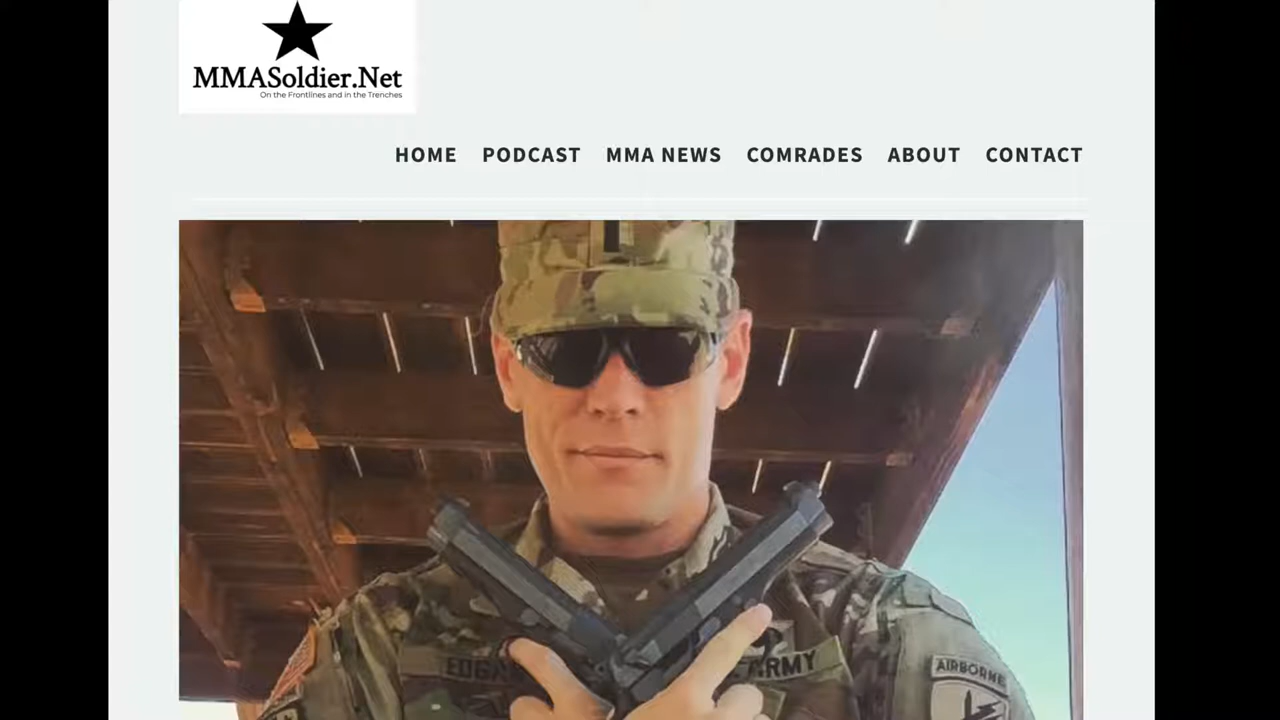 MMASoldier.Net
On the Frontlines and in the Trenches
HOME PODCAST MMA NEWS COMRADES ABOUT CONTACT
ARMY
AIRBORNE